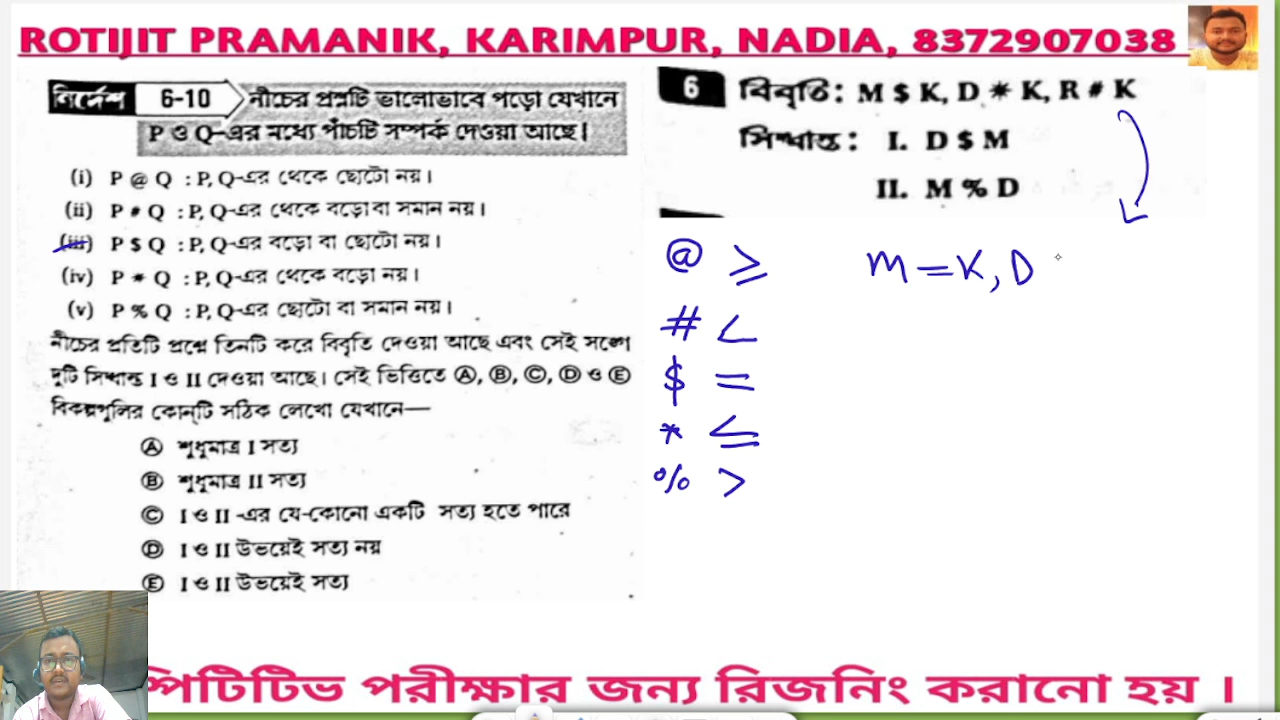 ROTIJIT PRAMANIK, KARIMPUR, NADIA, 8372907038
নির্দেশ 6-10 নীচের প্রশ্নটি ভালোভাবে পড়ো যেখানে
P ও Q-এর মধ্যে পাঁচটি সম্পর্ক দেওয়া আছে।
(i) P @ Q : P, Q-এর থেকে ছোটো নয়।
(ii) P # Q : P, Q-এর থেকে বড়ো বা সমান নয়।
(iii) P $ Q : P, Q-এর বড়ো বা ছোটো নয়।
(iv) P * Q : P, Q-এর থেকে বড়ো নয়।
(v) P % Q : P, Q-এর ছোটো বা সমান নয়।
নীচের প্রতিটি প্রশ্নে তিনটি করে বিবৃতি দেওয়া আছে এবং সেই সঙ্গে
দুটি সিদ্ধান্ত I ও II দেওয়া আছে। সেই ভিত্তিতে Ⓐ, Ⓑ, Ⓒ, Ⓓ ও Ⓔ
বিকল্পগুলির কোন্‌টি সঠিক লেখো যেখানে—
Ⓐ শুধুমাত্র I সত্য
Ⓑ শুধুমাত্র II সত্য
Ⓒ I ও II -এর যে-কোনো একটি সত্য হতে পারে
Ⓓ I ও II উভয়েই সত্য নয়
Ⓔ I ও II উভয়েই সত্য
6 বিবৃতি: M $ K, D * K, R # K
সিদ্ধান্ত: I. D $ M
II. M % D
@ ≥
# <
$ =
* ≤
% >
M = K, D
ম্পিটিটিভ পরীক্ষার জন্য রিজনিং করানো হয় ।